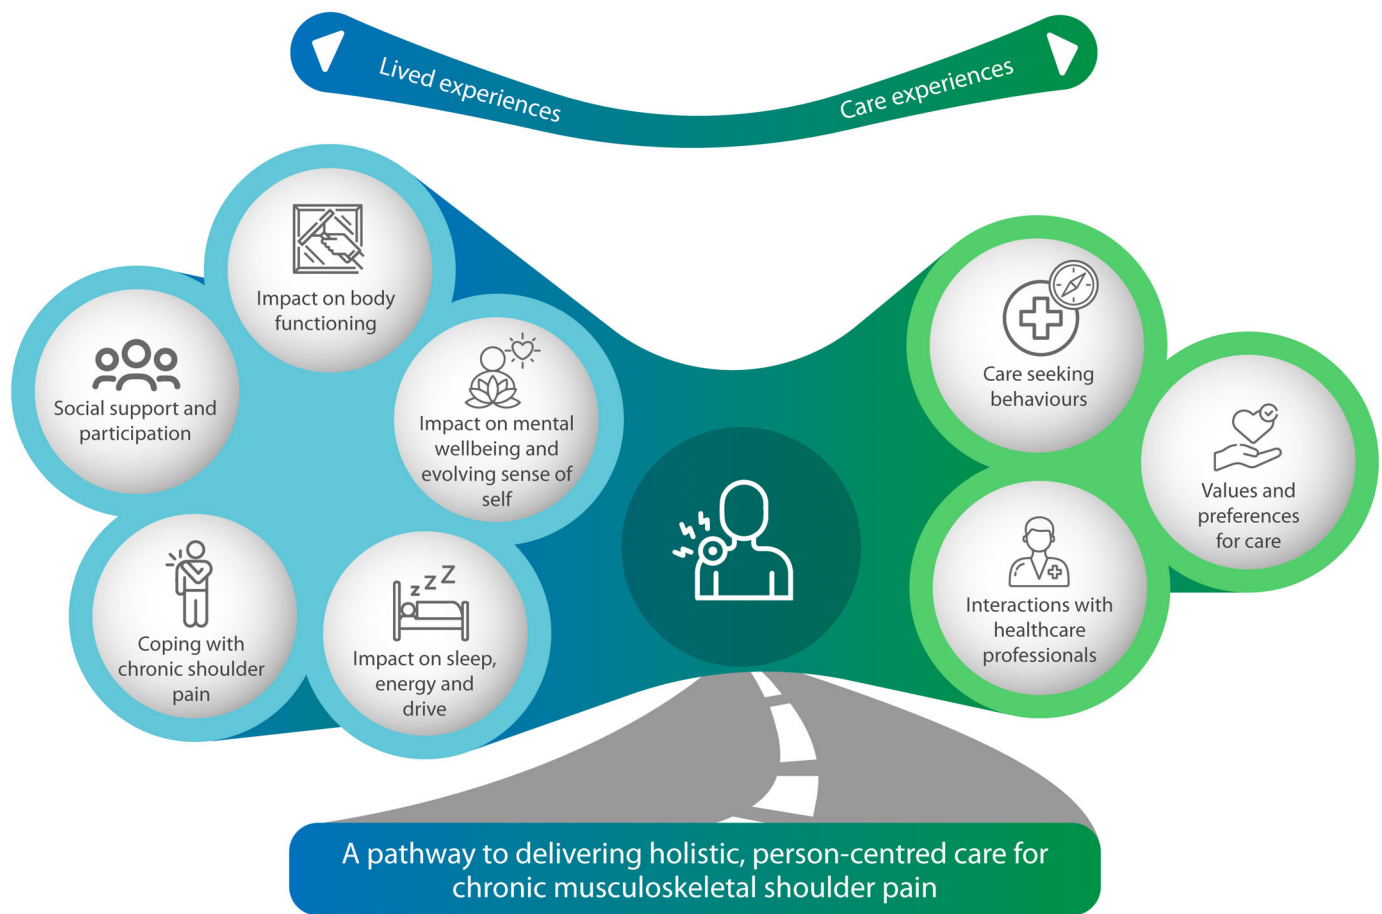 Lived experiences
Care experiences
Impact on body
functioning
Social support and
participation
Impact on mental
wellbeing and
evolving sense of
self
Coping with
chronic shoulder
pain
z z Z
Impact on sleep,
energy and
drive
Care seeking
behaviours
Values and
preferences
for care
Interactions with
healthcare
professionals
A pathway to delivering holistic, person-centred care for
chronic musculoskeletal shoulder pain